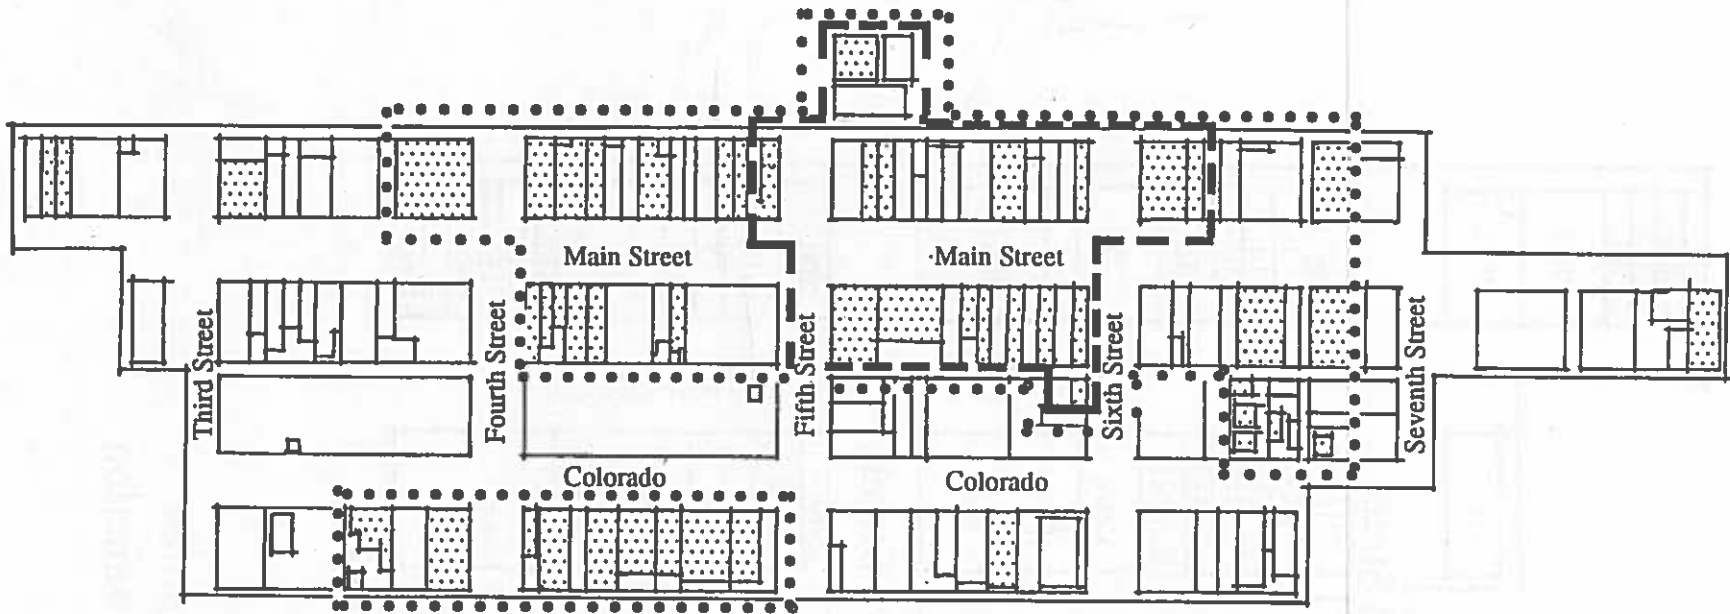 Main Street
·Main Street
Third Street
Fourth Street
Fifth Street
Sixth Street
Seventh Street
Colorado
Colorado